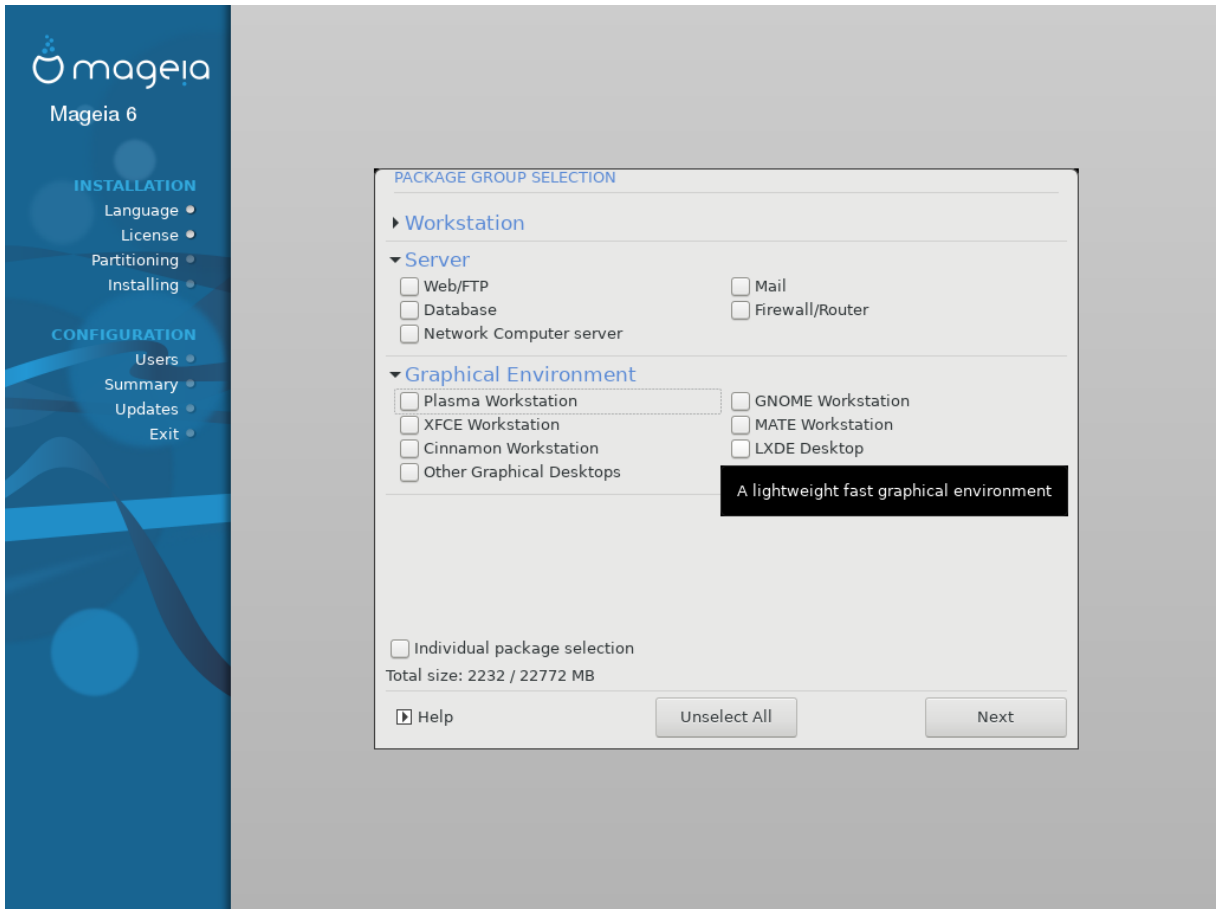 mageia
Mageia 6
INSTALLATION
Language
License
Partitioning
Installing
CONFIGURATION
Users
Summary
Updates
Exit
PACKAGE GROUP SELECTION
Workstation
Server
Web/FTP Mail
Database Firewall/Router
Network Computer server
Graphical Environment
Plasma Workstation GNOME Workstation
XFCE Workstation MATE Workstation
Cinnamon Workstation LXDE Desktop
Other Graphical Desktops
A lightweight fast graphical environment
Individual package selection
Total size: 2232 / 22772 MB
Help Unselect All Next